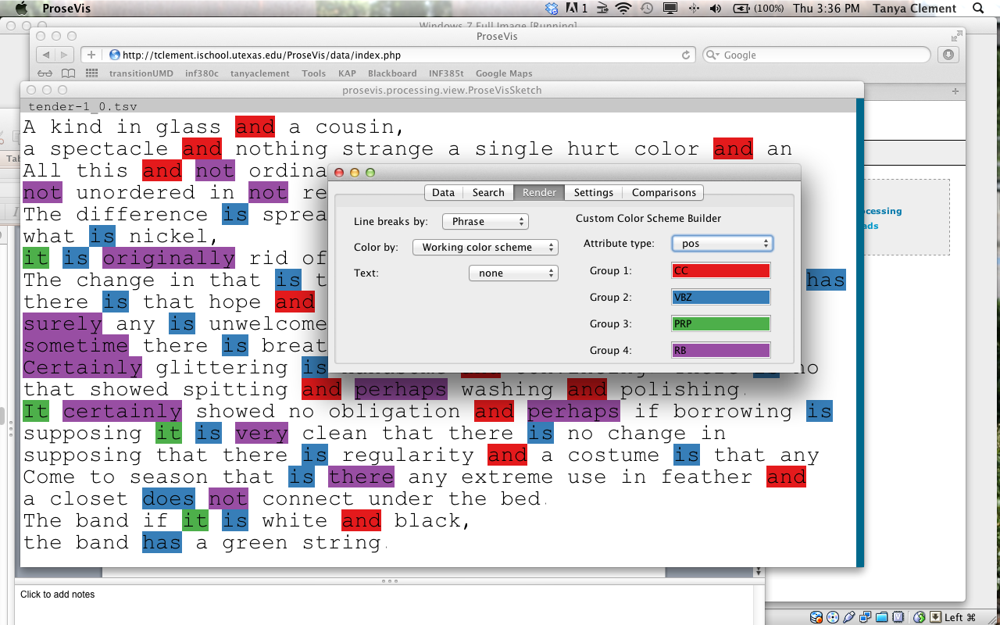 ProseVis 1 (100%) Thu 3:36 PM Tanya Clement
Windows 7 Full Image [Running]
ProseVis
http://tclement.ischool.utexas.edu/ProseVis/data/index.php Google
transitionUMD inf380c tanyaclement Tools KAP Blackboard INF385t Google Maps
prosevis.processing.view.ProseVisSketch
tender-1_0.tsv
A kind in glass and a cousin,
a spectacle and nothing strange a single hurt color and an
All this and not ordina
not unordered in not re
The difference is sprea
what is nickel,
it is originally rid of
The change in that is t has
there is that hope and
surely any is unwelcome
sometime there is breat
Certainly glittering is no
that showed spitting and perhaps washing and polishing.
It certainly showed no obligation and perhaps if borrowing is
supposing it is very clean that there is no change in
supposing that there is regularity and a costume is that any
Come to season that is there any extreme use in feather and
a closet does not connect under the bed.
The band if it is white and black,
the band has a green string.
Data Search Render Settings Comparisons
Line breaks by: Phrase
Color by: Working color scheme
Text: none
Custom Color Scheme Builder
Attribute type: pos
Group 1: CC
Group 2: VBZ
Group 3: PRP
Group 4: RB
Tab
ocessing
ads
Click to add notes
Left ⌘